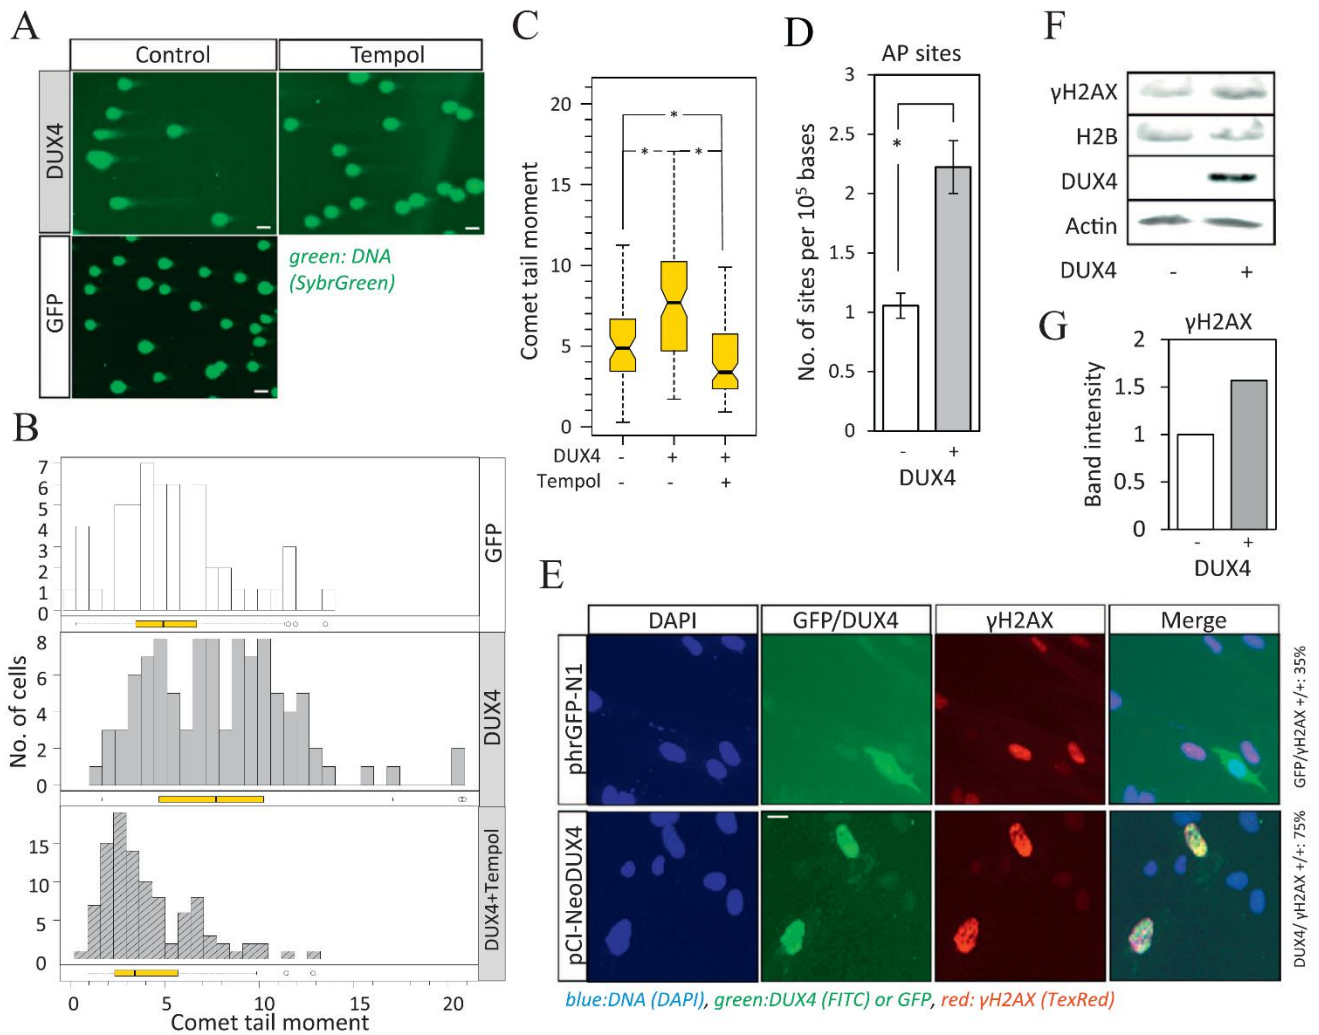 A
Control
Tempol
DUX4
GFP
green: DNA
(SybrGreen)
B
7
6
5
4
3
2
1
0
GFP
8
6
4
2
0
DUX4
15
10
5
0
DUX4+Tempol
No. of cells
0 5 10 15 20
Comet tail moment
C
20
15
10
5
0
Comet tail moment
* * *
DUX4 - + +
Tempol - - +
D
AP sites
3
2.5
2
1.5
1
0.5
0
No. of sites per 10⁵ bases
*
- +
DUX4
F
γH2AX
H2B
DUX4
Actin
DUX4 - +
G
γH2AX
2
1.5
1
0.5
0
Band intensity
- +
DUX4
E
DAPI
GFP/DUX4
γH2AX
Merge
phrGFP-N1
GFP/γH2AX +/+: 35%
pCI-NeoDUX4
DUX4/ γH2AX +/+: 75%
blue:DNA (DAPI), green:DUX4 (FITC) or GFP, red: γH2AX (TexRed)